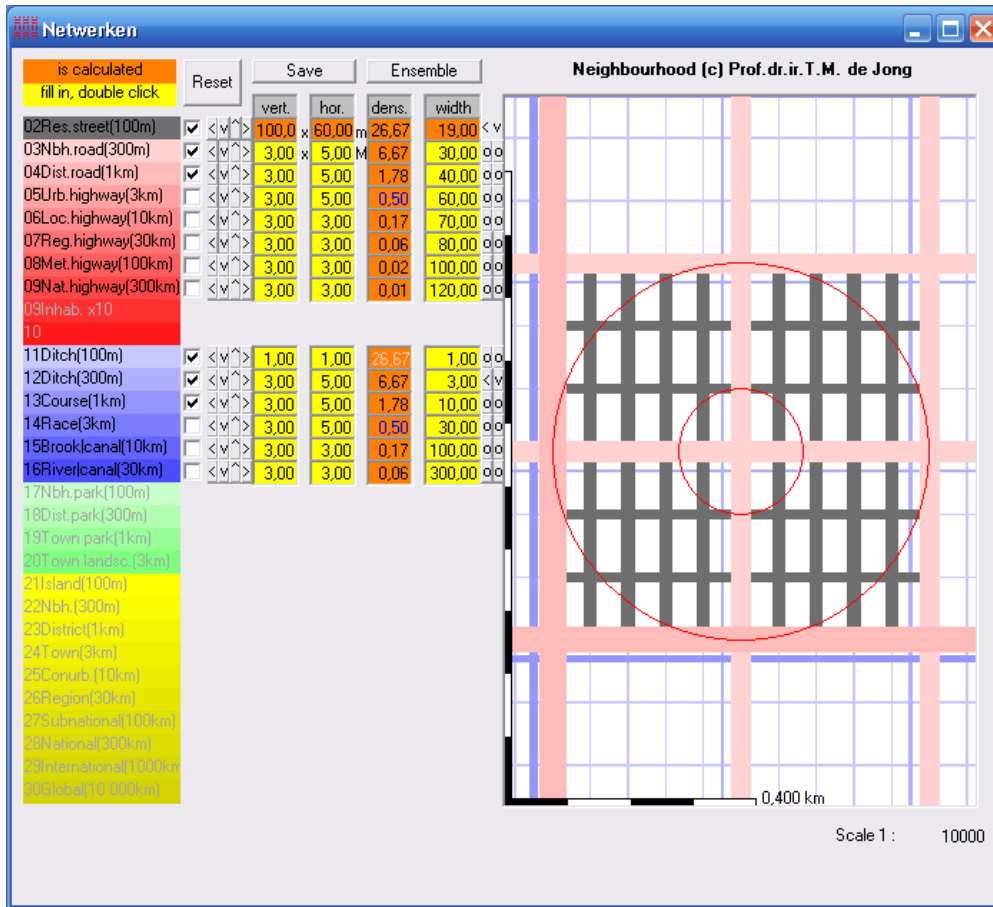 Netwerken
is calculated
fill in, double click
Reset
Save
Ensemble
Neighbourhood (c) Prof.dr.ir.T.M. de Jong
vert. hor. dens. width
02Res.street(100m) < v ^ > 100,0 x 60,00 m 26,67 19,00 < v
03Nbh.road(300m) < v ^ > 3,00 x 5,00 M 6,67 30,00 o o
04Dist.road(1km) < v ^ > 3,00 5,00 1,78 40,00 o o
05Urb.highway(3km) < v ^ > 3,00 5,00 0,50 60,00 o o
06Loc.highway(10km) < v ^ > 3,00 3,00 0,17 70,00 o o
07Reg.highway(30km) < v ^ > 3,00 3,00 0,06 80,00 o o
08Met.higway(100km) < v ^ > 3,00 3,00 0,02 100,00 o o
09Nat.highway(300km) < v ^ > 3,00 3,00 0,01 120,00 o o
09Inhab. x10
10
11Ditch(100m) < v ^ > 1,00 1,00 26,67 1,00 o o
12Ditch(300m) < v ^ > 3,00 5,00 6,67 3,00 < v
13Course(1km) < v ^ > 3,00 5,00 1,78 10,00 o o
14Race(3km) < v ^ > 3,00 5,00 0,50 30,00 o o
15Brook|canal(10km) < v ^ > 3,00 3,00 0,17 100,00 o o
16River|canal(30km) < v ^ > 3,00 3,00 0,06 300,00 o o
17Nbh.park(100m)
18Dist.park(300m)
19Town park(1km)
20Town landsc.(3km)
21Island(100m)
22Nbh.(300m)
23District(1km)
24Town(3km)
25Conurb.(10km)
26Region(30km)
27Subnational(100km)
28National(300km)
29International(1000km
30Global(10 000km)
0,400 km
Scale 1 : 10000